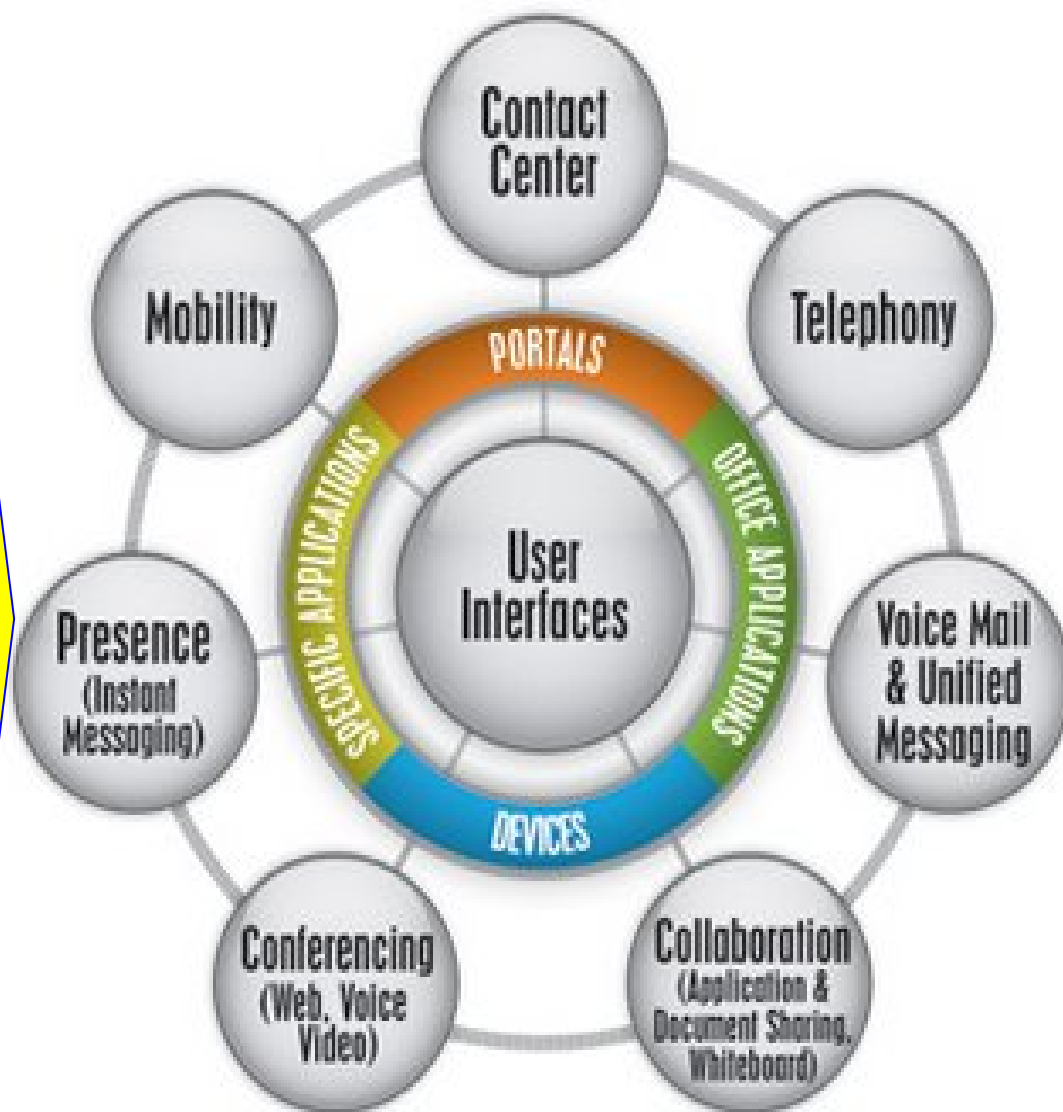 Contact
Center
Mobility
Telephony
PORTALS
SPECIFIC APPLICATIONS
OFFICE APPLICATIONS
User
Interfaces
DEVICES
Presence
(Instant
Messaging)
Voice Mail
& Unified
Messaging
Conferencing
(Web, Voice
Video)
Collaboration
(Application &
Document Sharing,
Whiteboard)